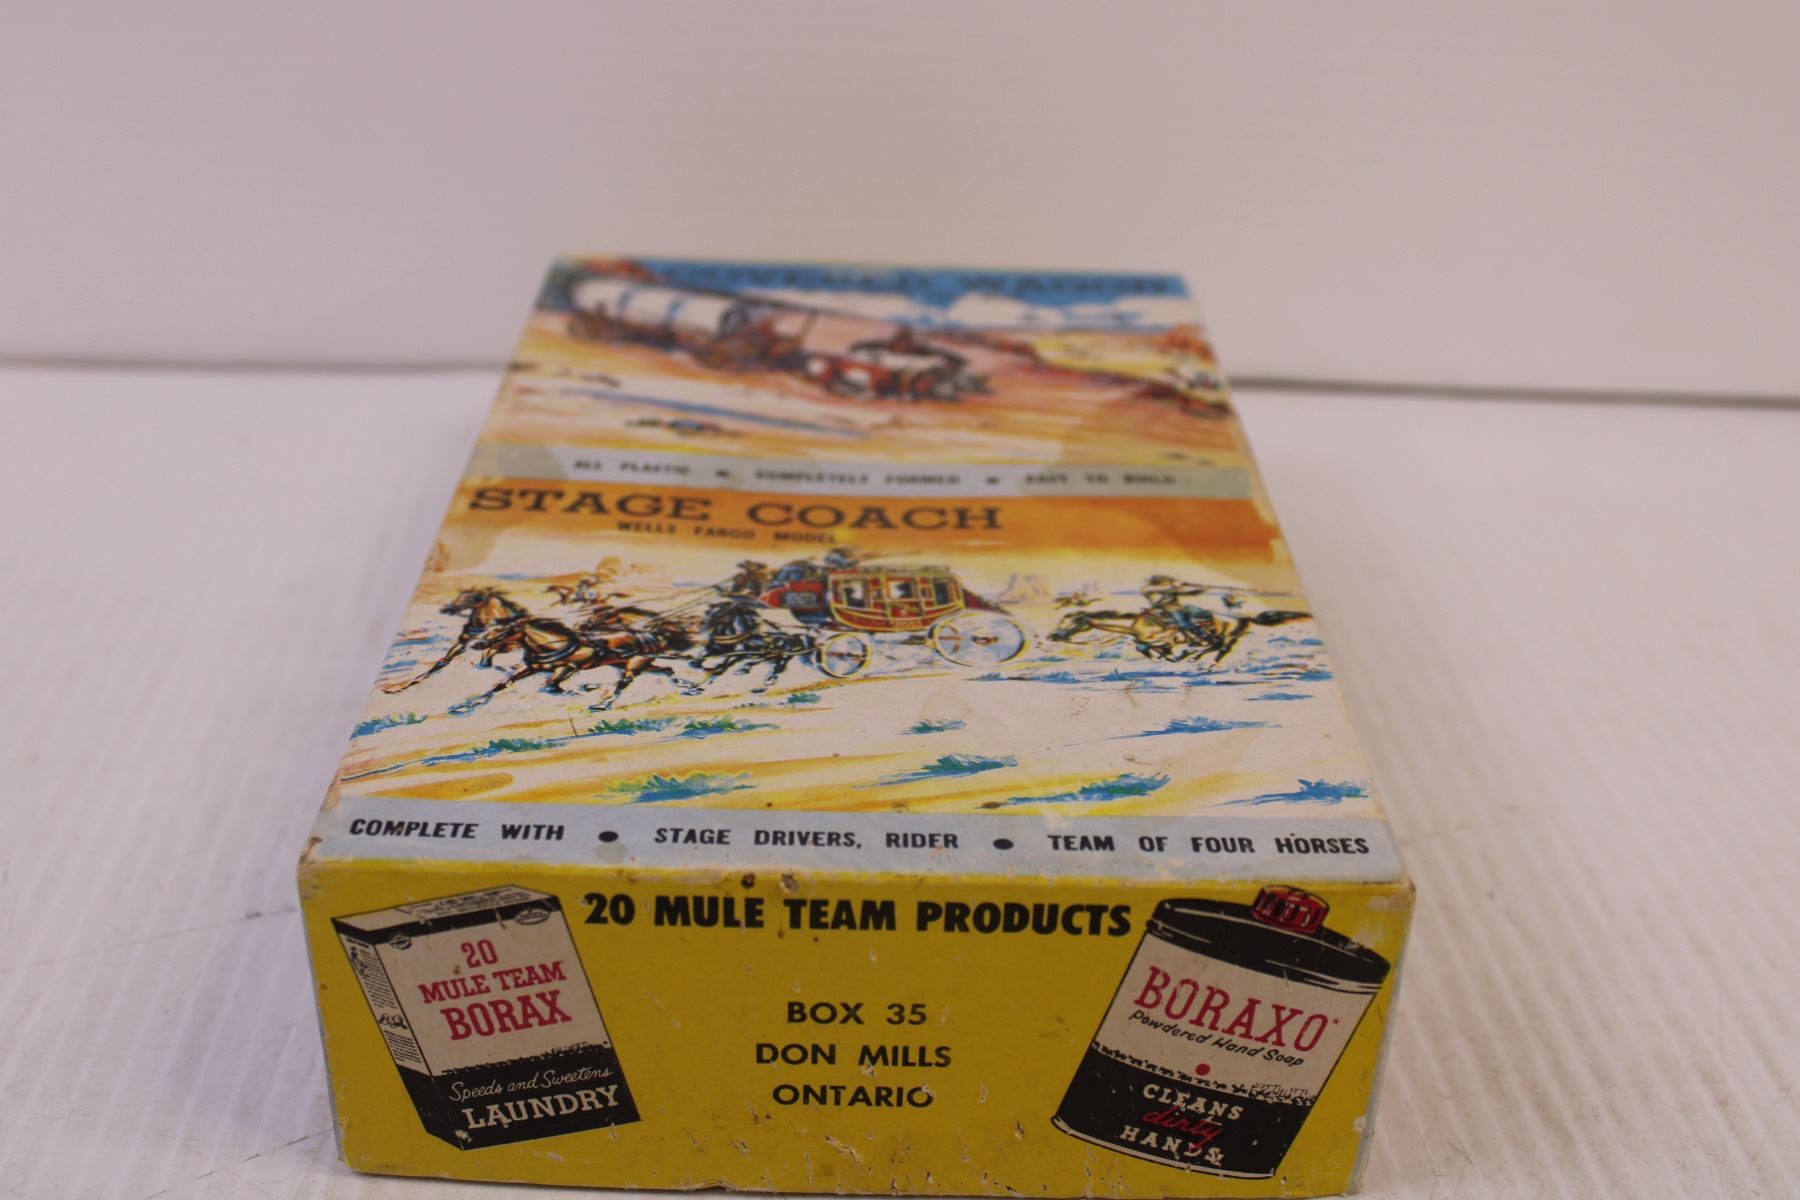 COVERED WAGON
ALL PLASTIC • COMPLETELY FORMED • EASY TO BUILD
STAGE COACH
WELLS FARGO MODEL
COMPLETE WITH • STAGE DRIVERS, RIDER • TEAM OF FOUR HORSES
20 MULE TEAM PRODUCTS
20
MULE TEAM
BORAX
Speeds and Sweetens
LAUNDRY
BOX 35
DON MILLS
ONTARIO
BORAXO
Powdered Hand Soap
CLEANS
dirty
HANDS